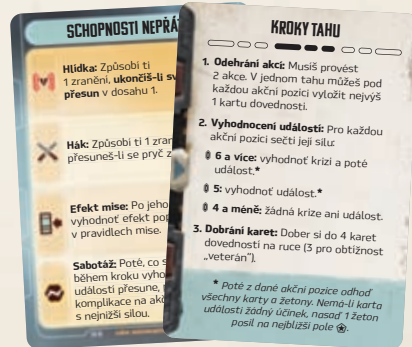 SCHOPNOSTI NEPŘÁ
Hlídka: Způsobí ti
1 zranění, ukončíš-li sv
přesun v dosahu 1.
Hák: Způsobí ti 1 zran
přesuneš-li se pryč z
Efekt mise: Po jeho
vyhodnoť efekt pop
v pravidlech mise.
Sabotáž: Poté, co s
během kroku vyho
události přesune, p
komplikace na akč
s nejnižší silou.
KROKY TAHU
1. Odehrání akcí: Musíš provést
2 akce. V jednom tahu můžeš pod
každou akční pozici vyložit nejvýš
1 kartu dovednosti.
2. Vyhodnocení událostí: Pro každou
akční pozici sečti její sílu:
6 a více: vyhodnoť krizi a poté
událost.*
5: vyhodnoť událost.*
4 a méně: žádná krize ani událost.
3. Dobrání karet: Dober si do 4 karet
dovednosti na ruce (3 pro obtížnost
„veterán“).
* Poté z dané akční pozice odhoď
všechny karty a žetony. Nemá-li karta
události žádný účinek, nasaď 1 žeton
posil na nejbližší pole